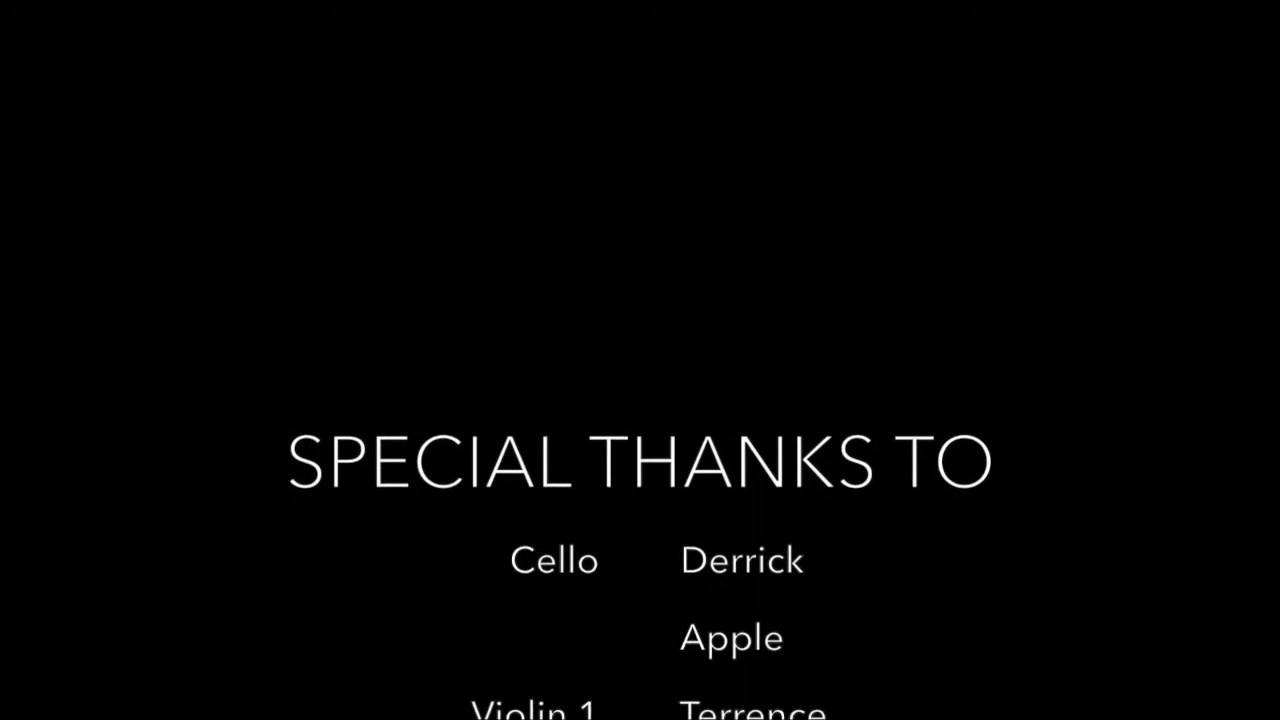 SPECIAL THANKS TO
Cello Derrick
Apple
Violin 1 Terrence